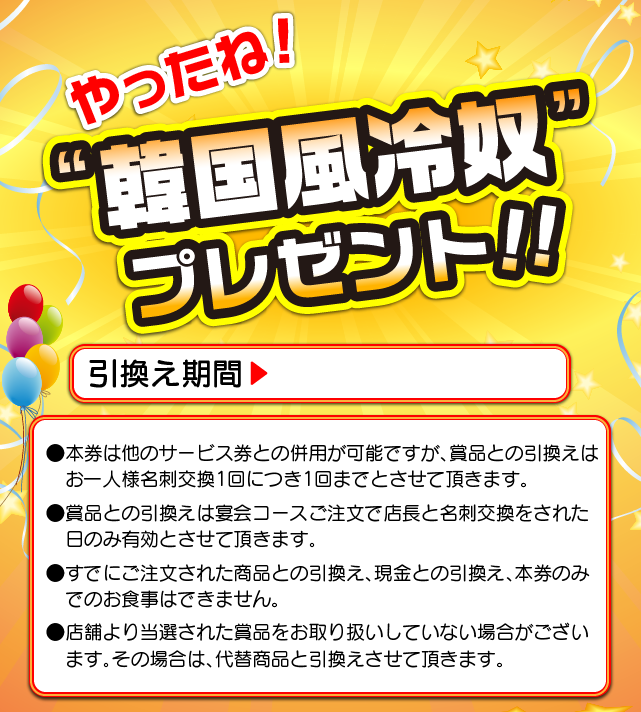 やったね！
“韓国風冷奴”
プレゼント!!
引換え期間▶
●本券は他のサービス券との併用が可能ですが、賞品との引換えは
お一人様名刺交換1回につき1回までとさせて頂きます。
●賞品との引換えは宴会コースご注文で店長と名刺交換をされた
日のみ有効とさせて頂きます。
●すでにご注文された商品との引換え、現金との引換え、本券のみ
でのお食事はできません。
●店舗より当選された賞品をお取り扱いしていない場合がござい
ます。その場合は、代替商品と引換えさせて頂きます。